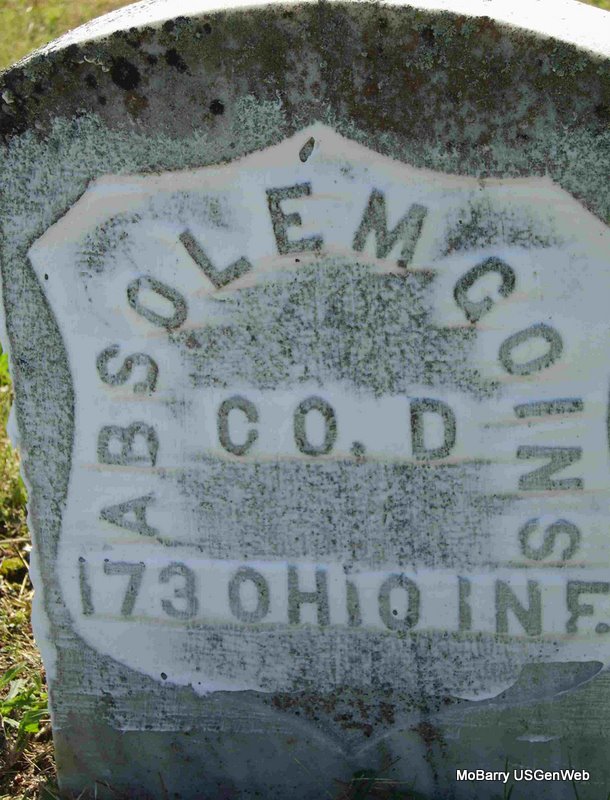 ABSOLEM GOINS
CO. D
173 OHIO INF.
MoBarry USGenWeb